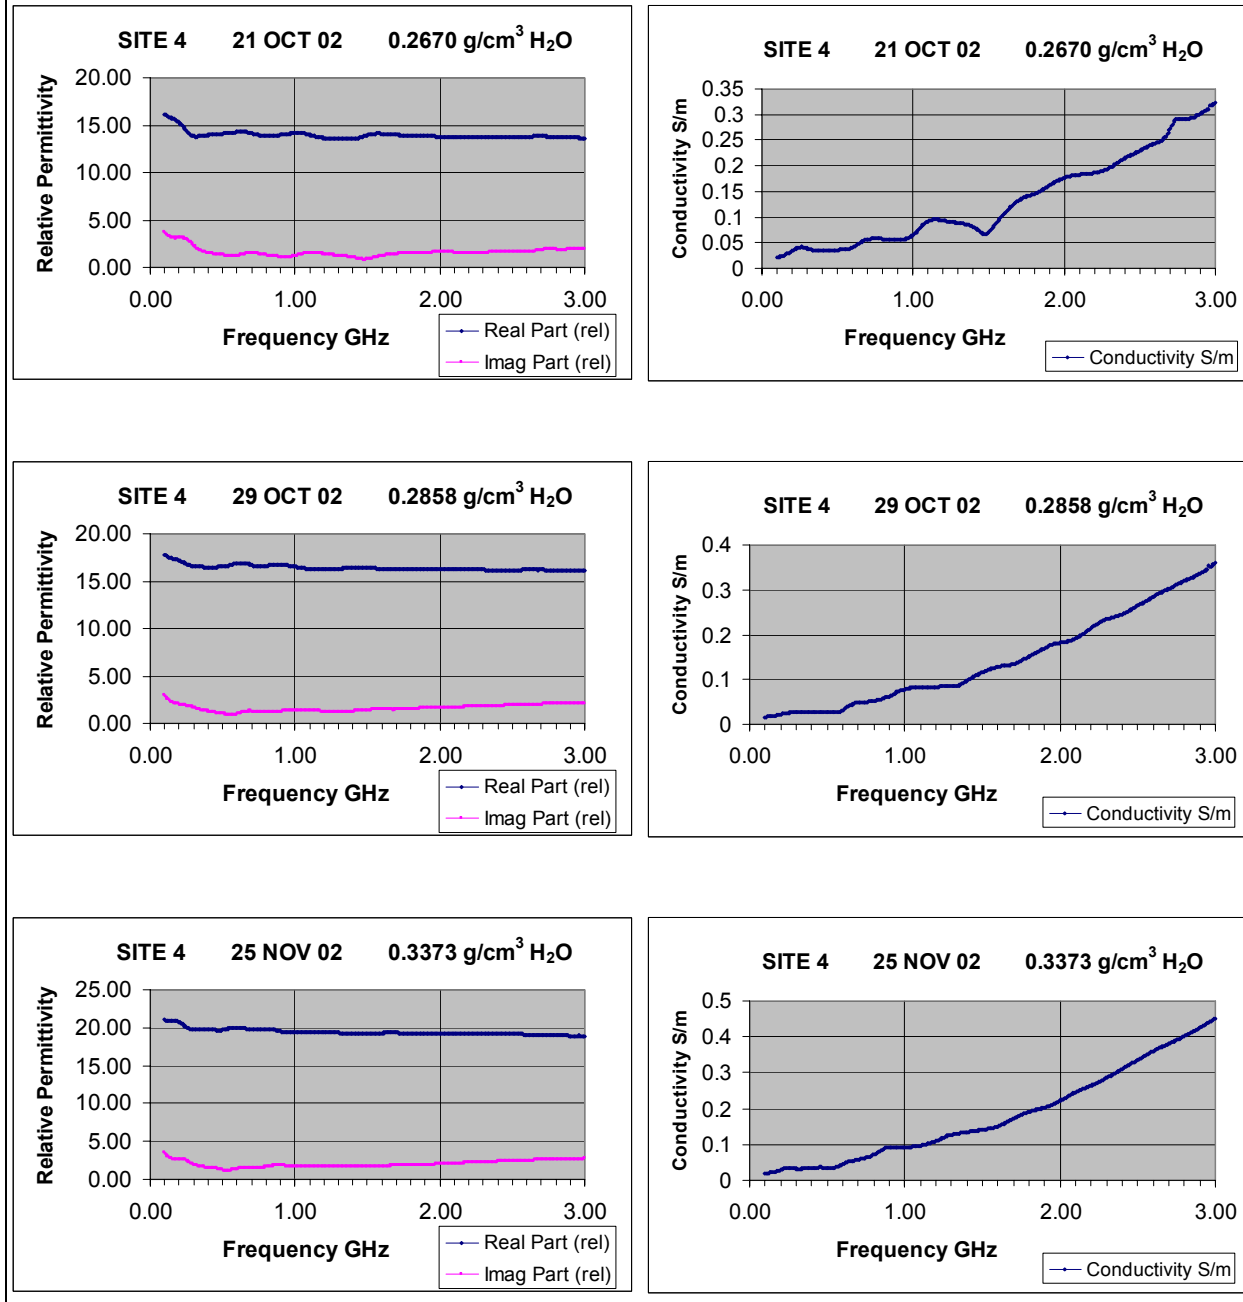 SITE 4 21 OCT 02 0.2670 g/cm³ H₂O
Relative Permittivity
20.00
15.00
10.00
5.00
0.00
0.00 1.00 2.00 3.00
Frequency GHz
Real Part (rel)
Imag Part (rel)
SITE 4 21 OCT 02 0.2670 g/cm³ H₂O
Conductivity S/m
0.35
0.3
0.25
0.2
0.15
0.1
0.05
0
0.00 1.00 2.00 3.00
Frequency GHz
Conductivity S/m
SITE 4 29 OCT 02 0.2858 g/cm³ H₂O
Relative Permittivity
20.00
15.00
10.00
5.00
0.00
0.00 1.00 2.00 3.00
Frequency GHz
Real Part (rel)
Imag Part (rel)
SITE 4 29 OCT 02 0.2858 g/cm³ H₂O
Conductivity S/m
0.4
0.3
0.2
0.1
0
0.00 1.00 2.00 3.00
Frequency GHz
Conductivity S/m
SITE 4 25 NOV 02 0.3373 g/cm³ H₂O
Relative Permittivity
25.00
20.00
15.00
10.00
5.00
0.00
0.00 1.00 2.00 3.00
Frequency GHz
Real Part (rel)
Imag Part (rel)
SITE 4 25 NOV 02 0.3373 g/cm³ H₂O
Conductivity S/m
0.5
0.4
0.3
0.2
0.1
0
0.00 1.00 2.00 3.00
Frequency GHz
Conductivity S/m